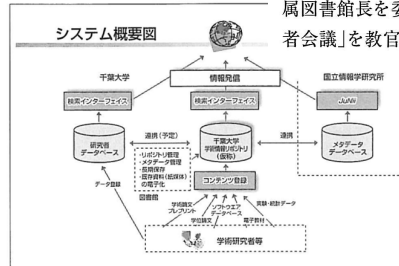 属図書館長を委
者会議」を教官
システム概要図
千葉大学
情報発信
国立情報学研究所
検索インターフェイス
検索インターフェイス
JuNii
研究者
データベース
連携(予定)
千葉大学
学術情報リポジトリ
(仮称)
連携
メタデータ
データベース
・リポジトリ管理
・メタデータ管理
・長期保存
・既存資料(紙媒体)
の電子化
図書館
コンテンツ登録
データ登録
学術論文
プレプリント
学位論文
ソフトウエア
データベース
電子教材
実験・統計データ
学術研究者等